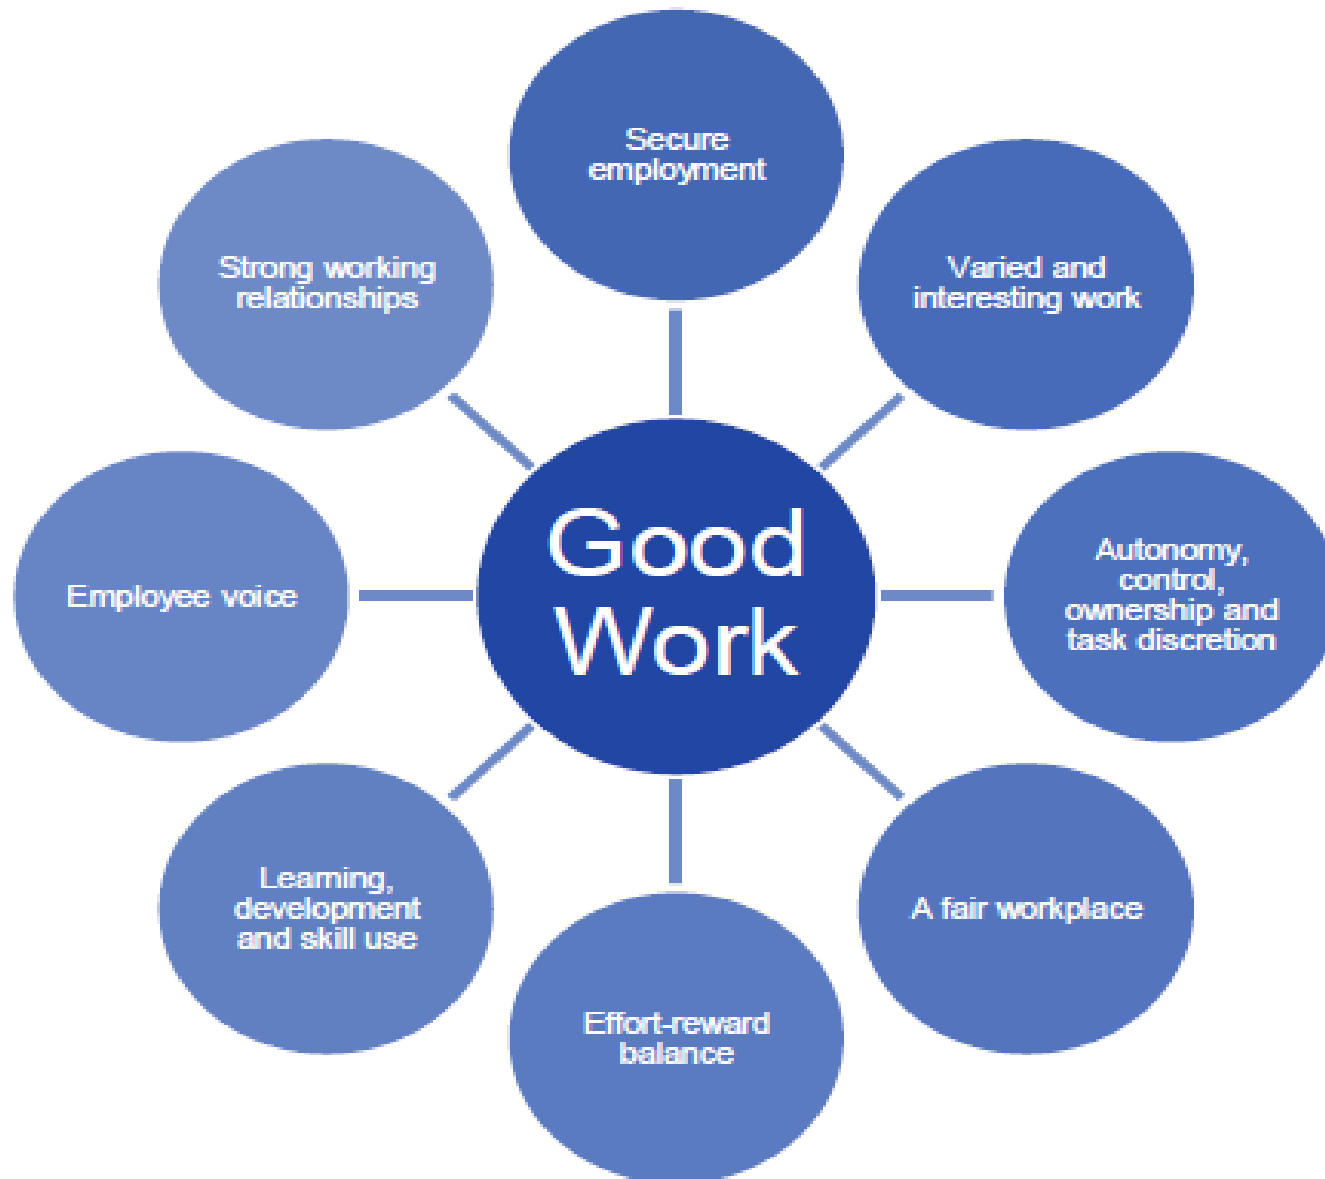 Secure
employment
Varied and
interesting work
Autonomy,
control,
ownership and
task discretion
A fair workplace
Effort-reward
balance
Learning,
development
and skill use
Employee voice
Strong working
relationships
Good
Work